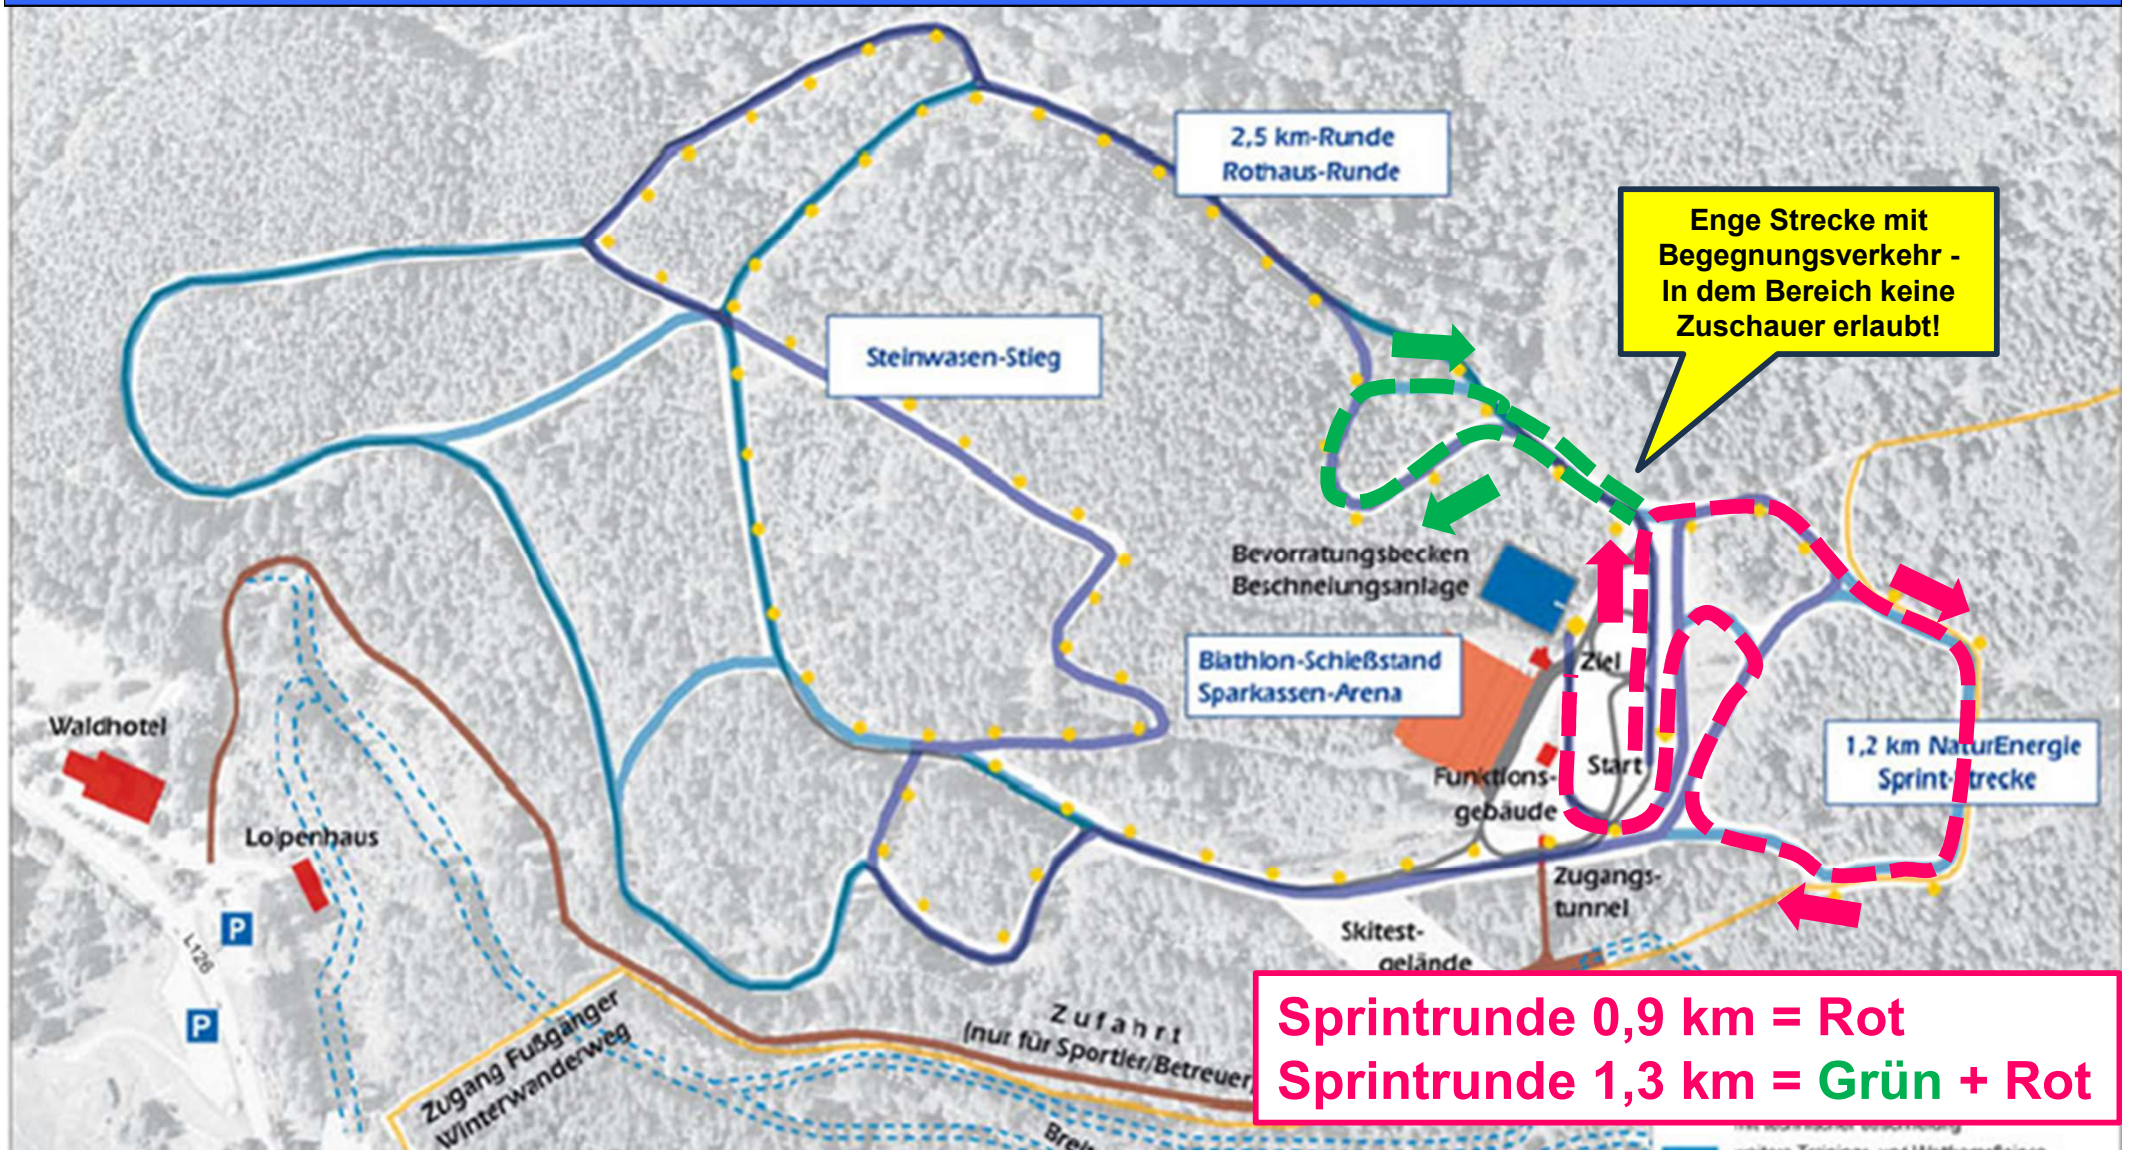 2,5 km-Runde
Rothaus-Runde
Enge Strecke mit
Begegnungsverkehr -
In dem Bereich keine
Zuschauer erlaubt!
Steinwasen-Stieg
Bevorratungsbecken
Beschneiungsanlage
Biathlon-Schießstand
Sparkassen-Arena
Ziel
Start
Funktions-
gebäude
1,2 km NaturEnergie
Sprint-Strecke
Waldhotel
Loipenhaus
P
L126
P
Zugangs-
tunnel
Skitest-
gelände
Zugang Fußgänger
Winterwanderweg
Zufahrt
(nur für Sportler/Betreuer
Sprintrunde 0,9 km = Rot
Sprintrunde 1,3 km = Grün + Rot